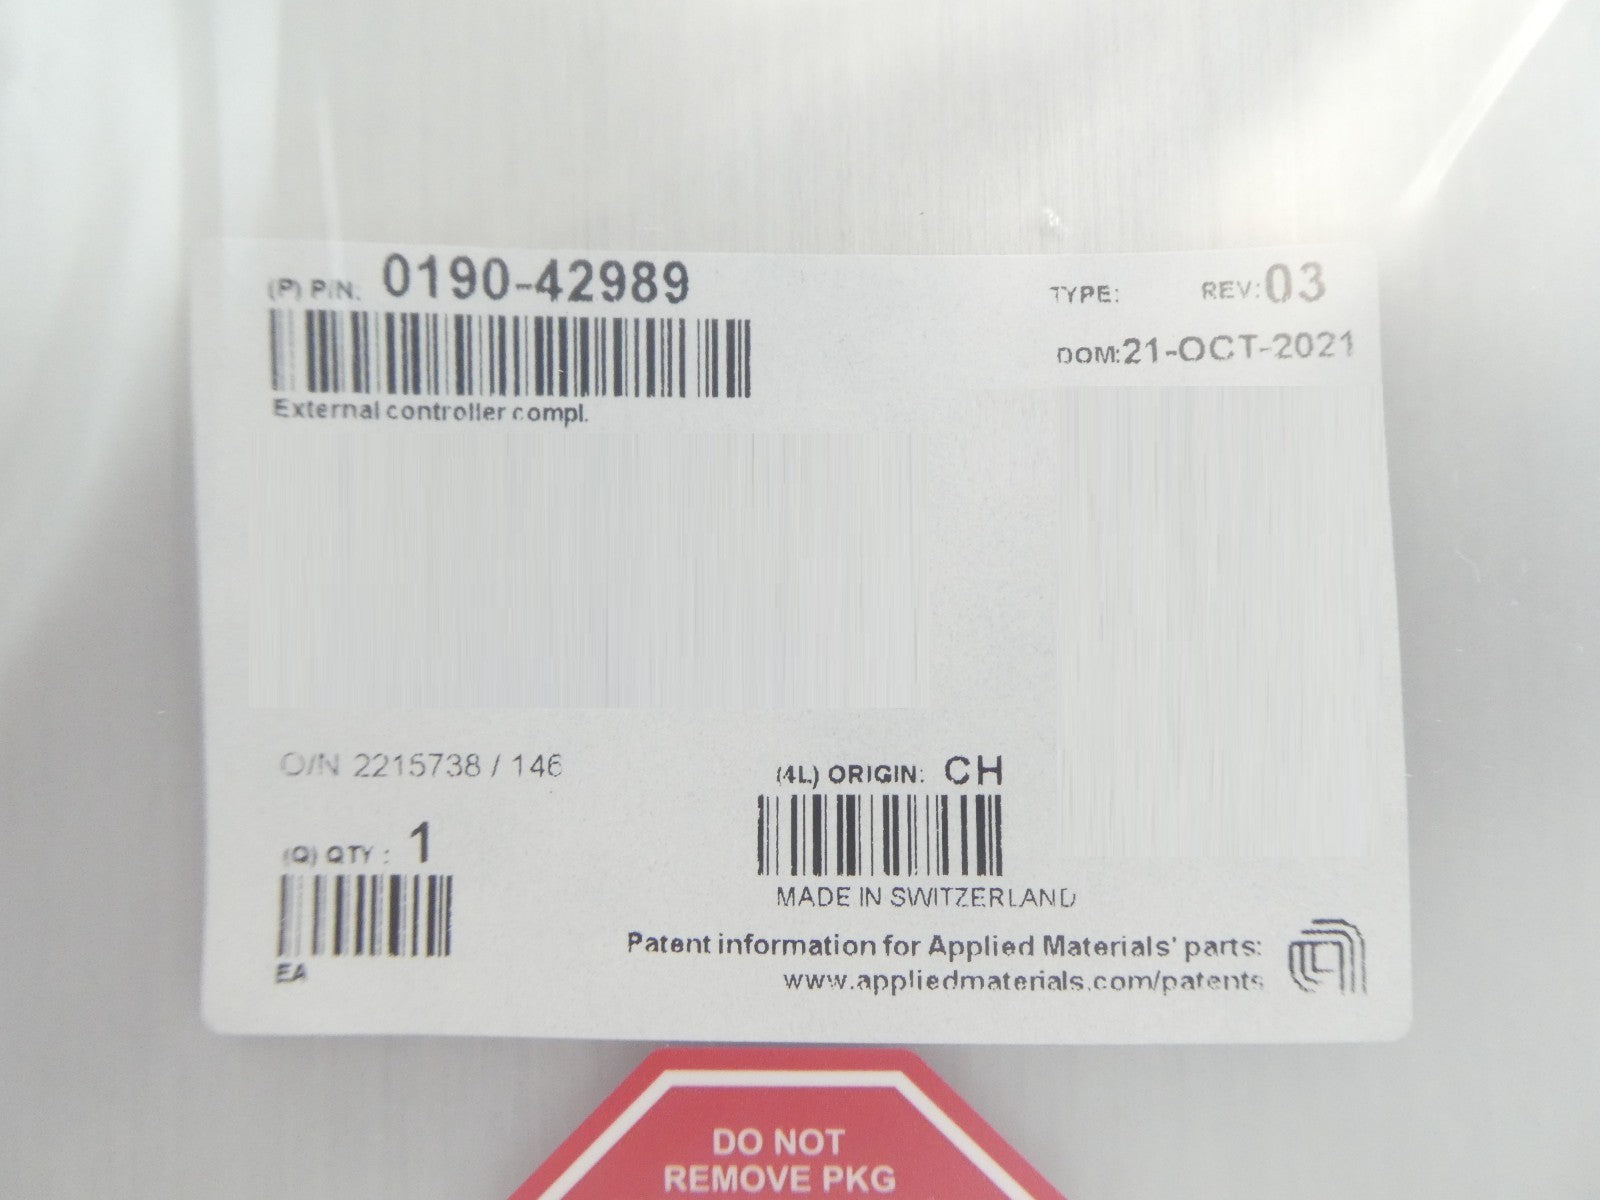 (P) P/N: 0190-42989
TYPE: REV:03
DOM:21-OCT-2021
External controller compl.
O/N 2215738 / 146
(4L) ORIGIN: CH
MADE IN SWITZERLAND
(Q) QTY : 1
EA
Patent information for Applied Materials' parts:
www.appliedmaterials.com/patents
DO NOT
REMOVE PKG